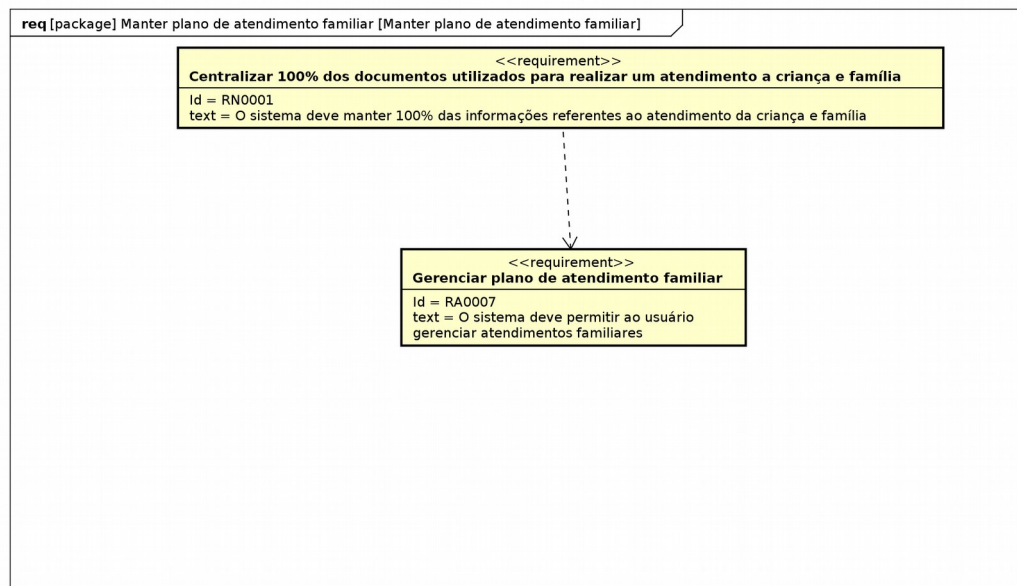 req [package] Manter plano de atendimento familiar [Manter plano de atendimento familiar]
<<requirement>>
Centralizar 100% dos documentos utilizados para realizar um atendimento a criança e família
Id = RN0001
text = O sistema deve manter 100% das informações referentes ao atendimento da criança e família
<<requirement>>
Gerenciar plano de atendimento familiar
Id = RA0007
text = O sistema deve permitir ao usuário
gerenciar atendimentos familiares